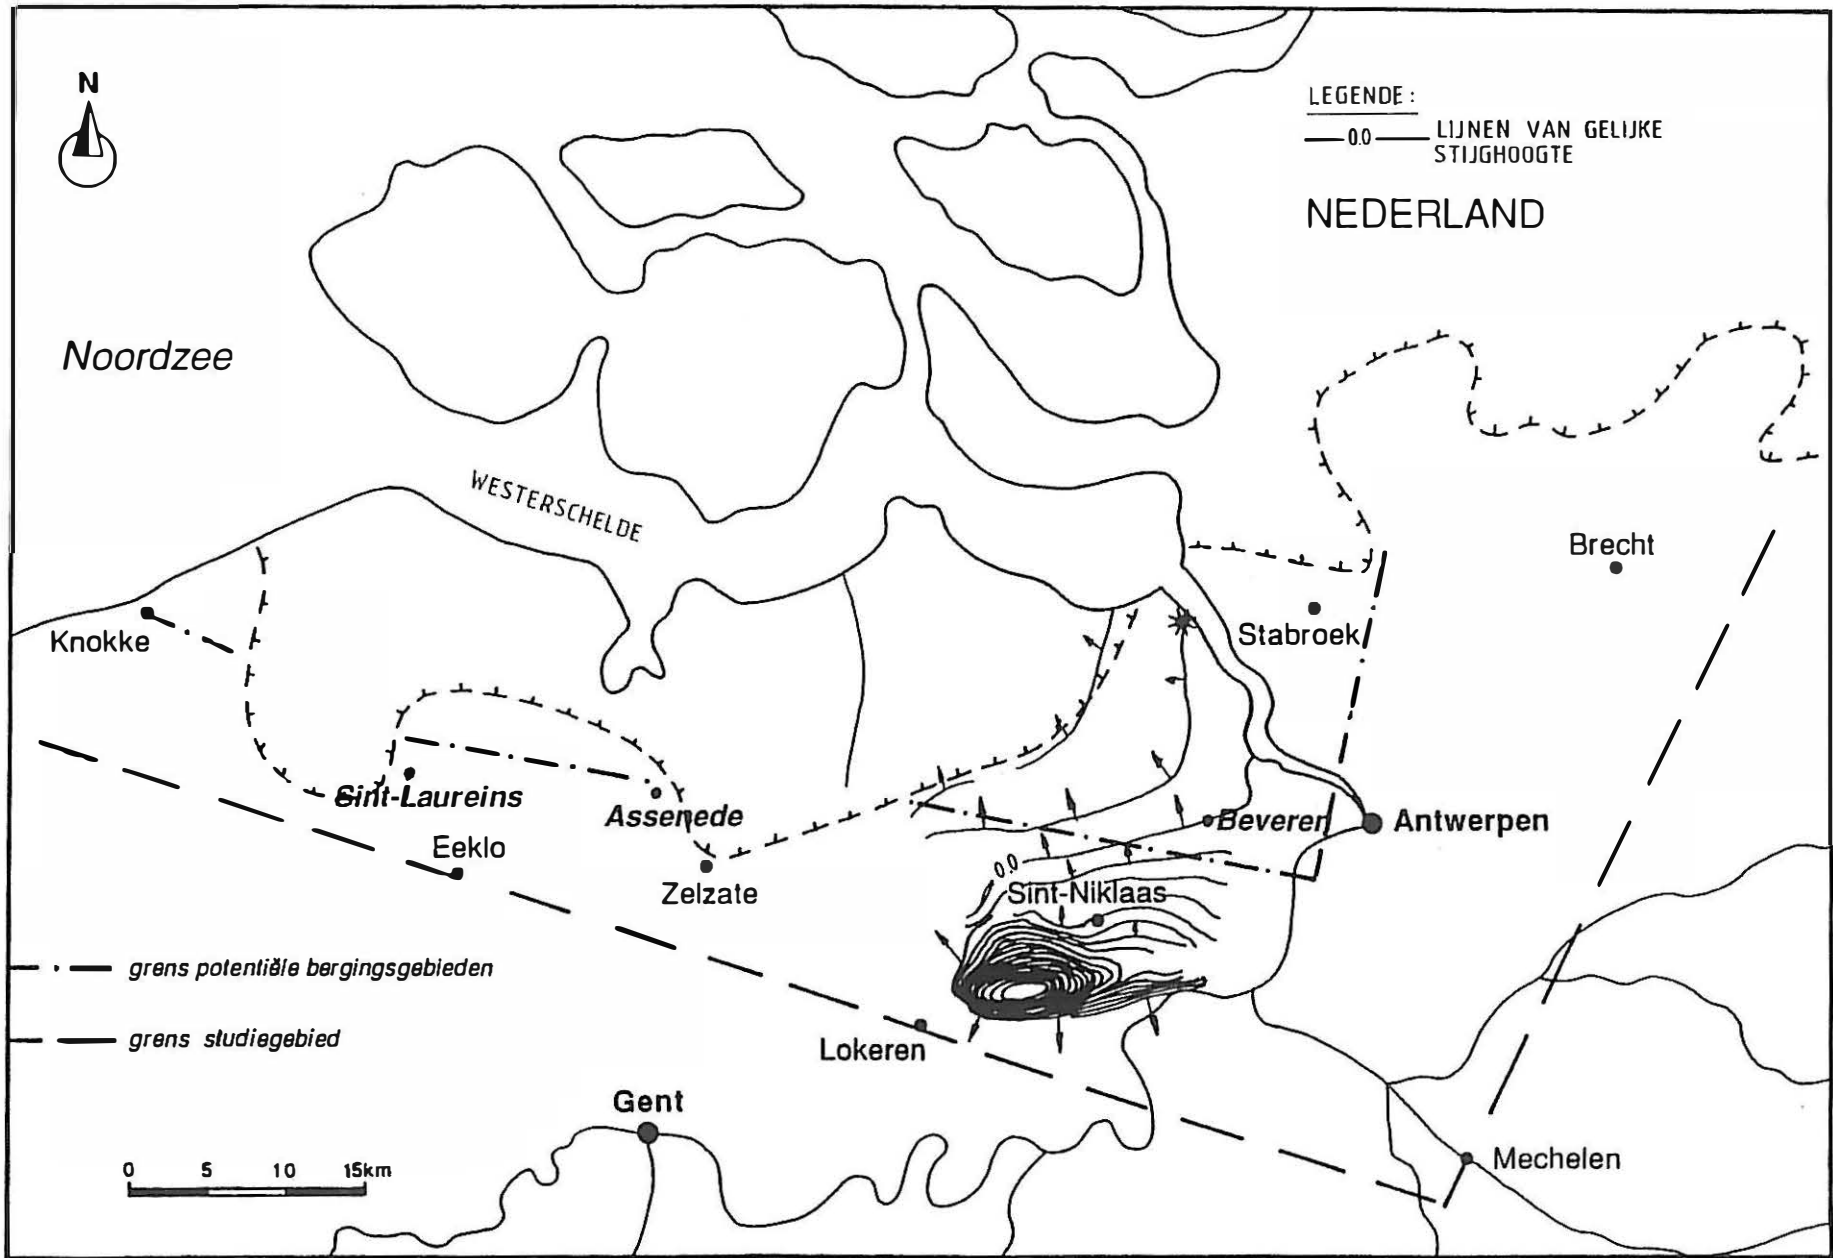 N
LEGENDE :
0.0 LIJNEN VAN GELIJKE
STIJGHOOGTE
NEDERLAND
Noordzee
WESTERSCHELDE
Brecht
Knokke
Stabroek
Sint-Laureins
Assenede
Beveren
Antwerpen
Eeklo
0.0
Zelzate
Sint-Niklaas
grens potentiële bergingsgebieden
grens studiegebied
Lokeren
Gent
Mechelen
0 5 10 15km